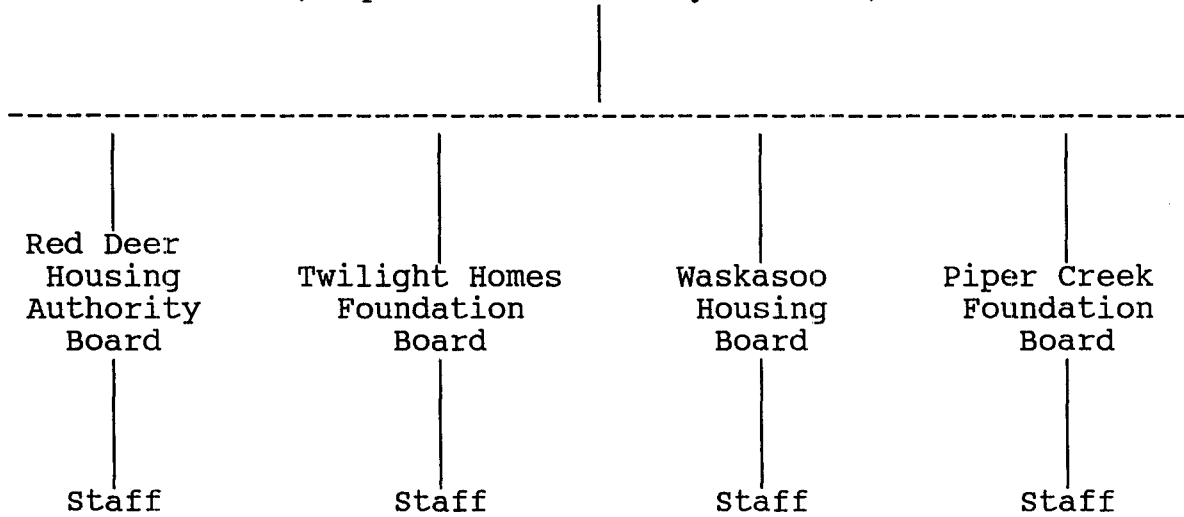 Red Deer
Housing
Authority
Board
Twilight Homes
Foundation
Board
Waskasoo
Housing
Board
Piper Creek
Foundation
Board
Staff
Staff
Staff
Staff